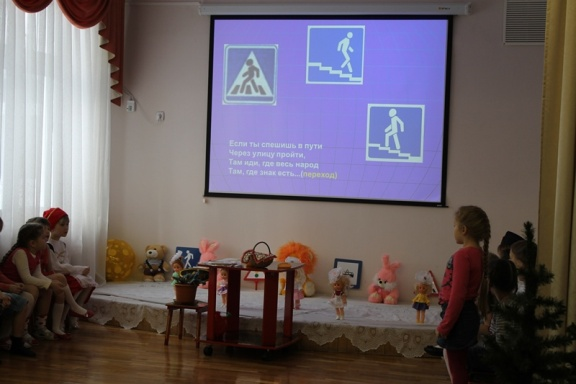 Если ты спешишь в пути
Через улицу пройти,
Там иди, где весь народ
Там, где знак есть...(переход)